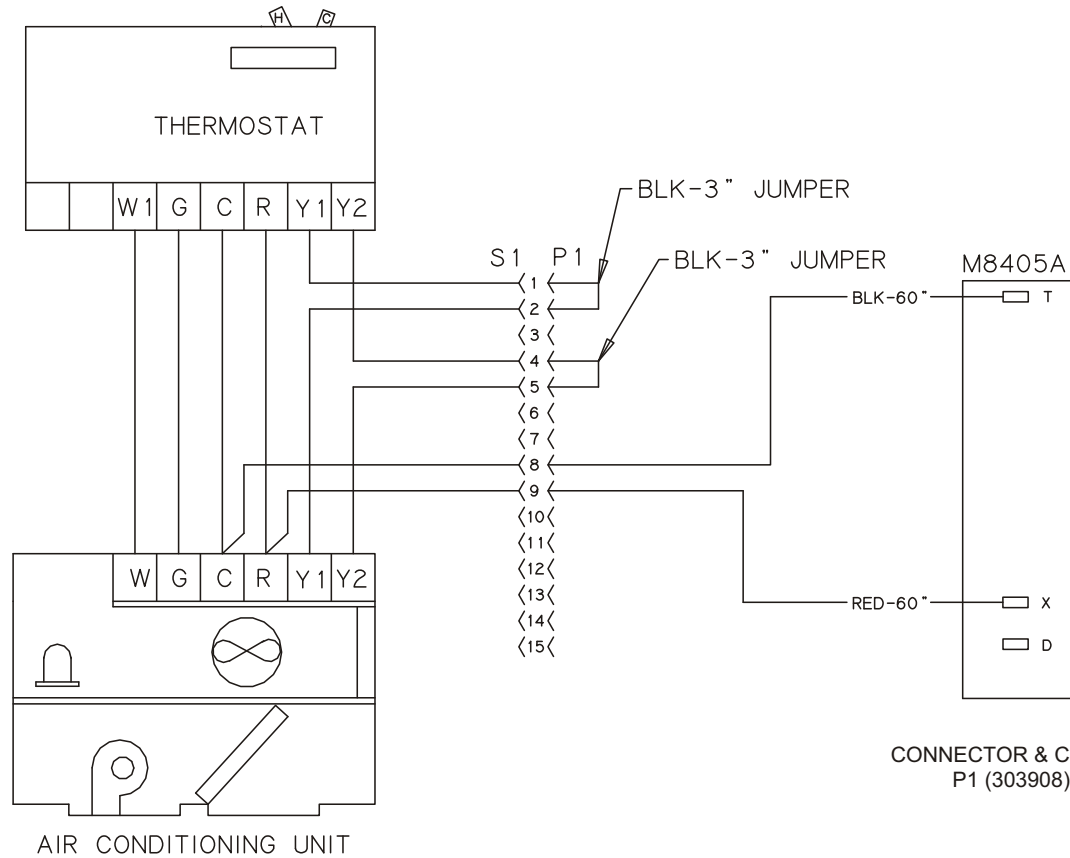 H C
THERMOSTAT
W1 G C R Y1 Y2
BLK-3" JUMPER
S1 P1
BLK-3" JUMPER
M8405A
1
BLK-60" T
2
3
4
5
6
7
8
9
10
11
12
W G C R Y1 Y2
13
RED-60" X
14
15
D
CONNECTOR & C
P1 (303908)
AIR CONDITIONING UNIT